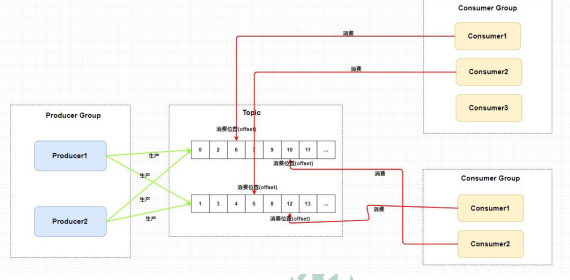 Consumer Group
Consumer1
消费
Consumer2
消费
Consumer3
Producer Group
Topic
消费位置(offset)
Producer1
生产
0 2 6 7 9 10 11 ...
消费位置(offset)
消费
生产
消费位置(offset)
Consumer Group
生产
1 3 4 5 8 12 13 ...
消费
Consumer1
Producer2
生产
消费位置(offset)
Consumer2